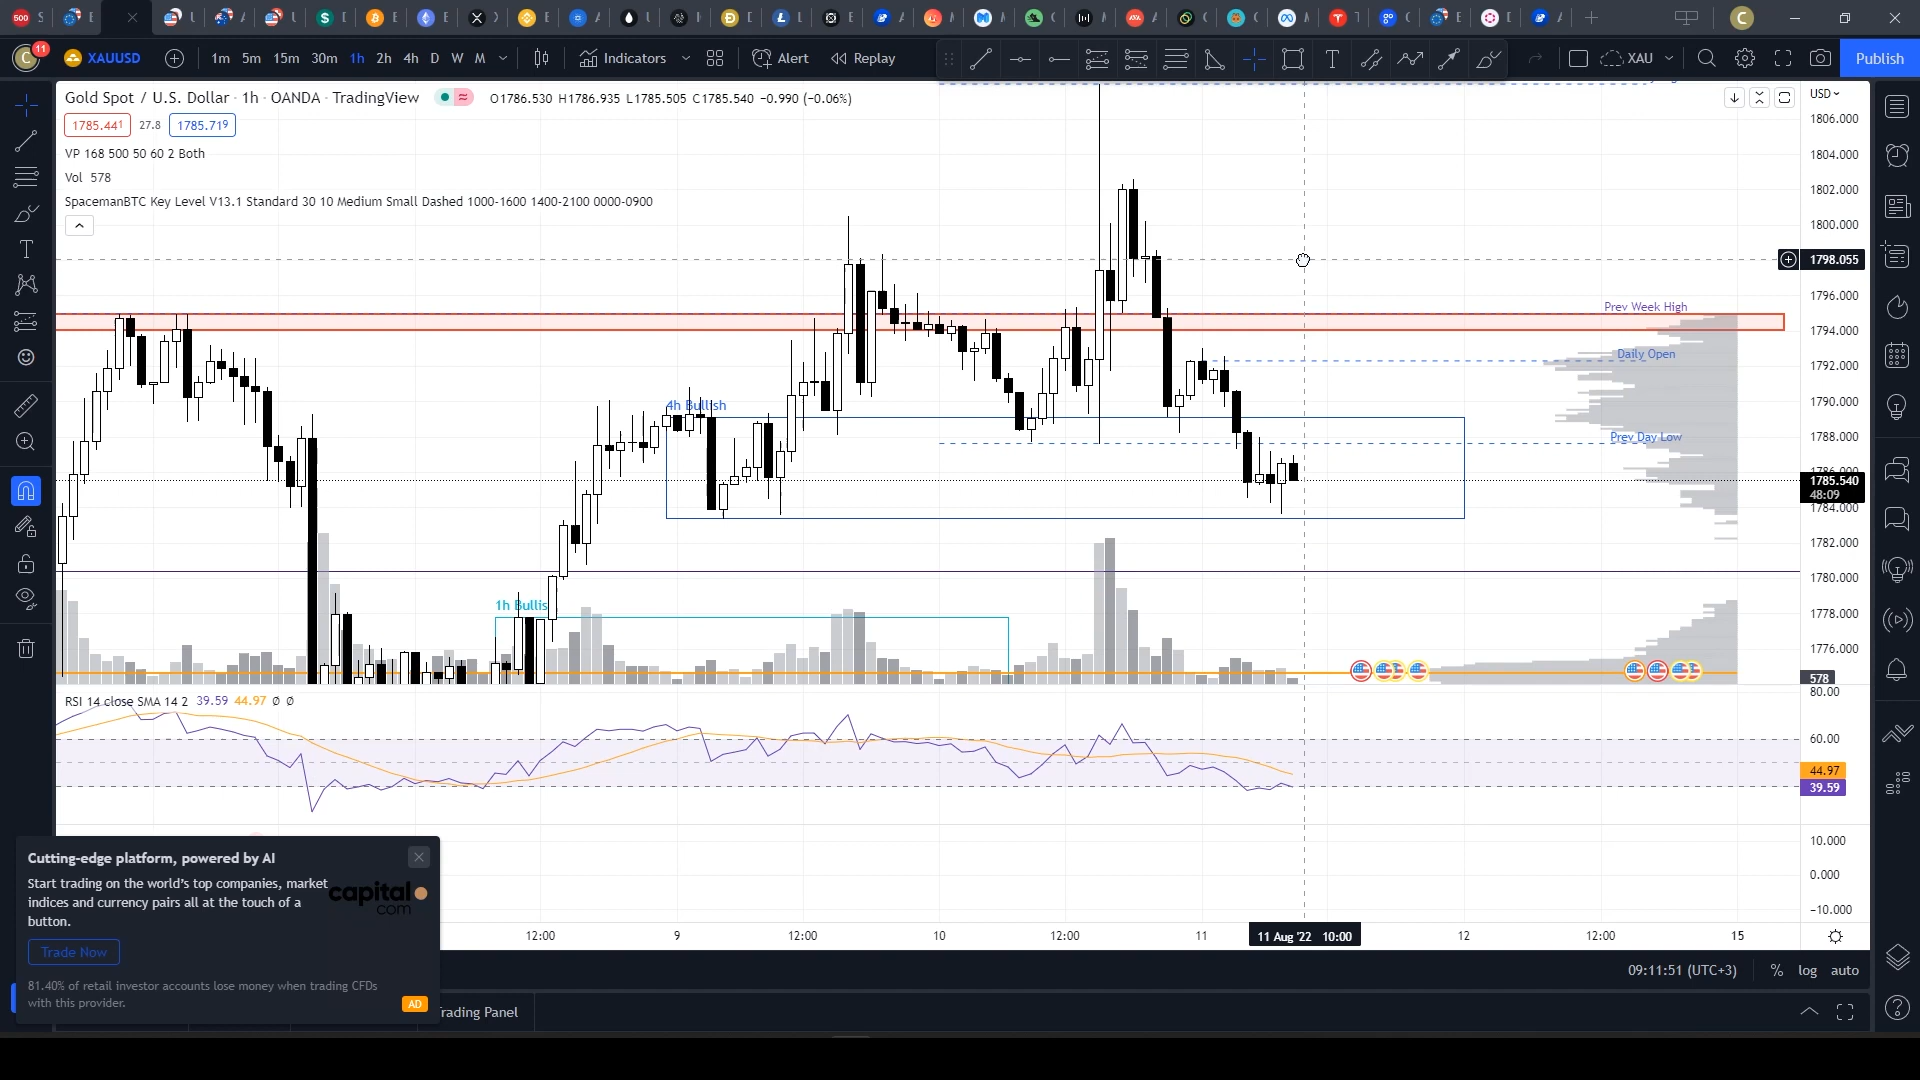 500 S
XAUUSD
11
1m 5m 15m 30m 1h 2h 4h D W M
Indicators
Alert
Replay
XAU
Publish
C
Gold Spot / U.S. Dollar · 1h · OANDA · TradingView
O1786.530 H1786.935 L1785.505 C1785.540 −0.990 (−0.06%)
USD
1785.441 27.8 1785.719
VP 168 500 50 60 2 Both
Vol 578
SpacemanBTC Key Level V13.1 Standard 30 10 Medium Small Dashed 1000-1600 1400-2100 0000-0900
1806.000
1804.000
1802.000
1800.000
1798.055
1796.000
Prev Week High
1794.000
Daily Open
1792.000
1790.000
4h Bullish
1788.000
Prev Day Low
1786.000
1785.540
48:09
1784.000
1782.000
1780.000
1778.000
1h Bullis
1776.000
578
RSI 14 close SMA 14 2 39.59 44.97 Ø Ø
80.00
60.00
44.97
39.59
10.000
0.000
−10.000
Cutting-edge platform, powered by AI
Start trading on the world's top companies, market
indices and currency pairs all at the touch of a
button.
capital
com
Trade Now
81.40% of retail investor accounts lose money when trading CFDs
with this provider.
AD
12:00 9 12:00 10 12:00 11 11 Aug '22 10:00 12 12:00 15
09:11:51 (UTC+3) % log auto
Trading Panel